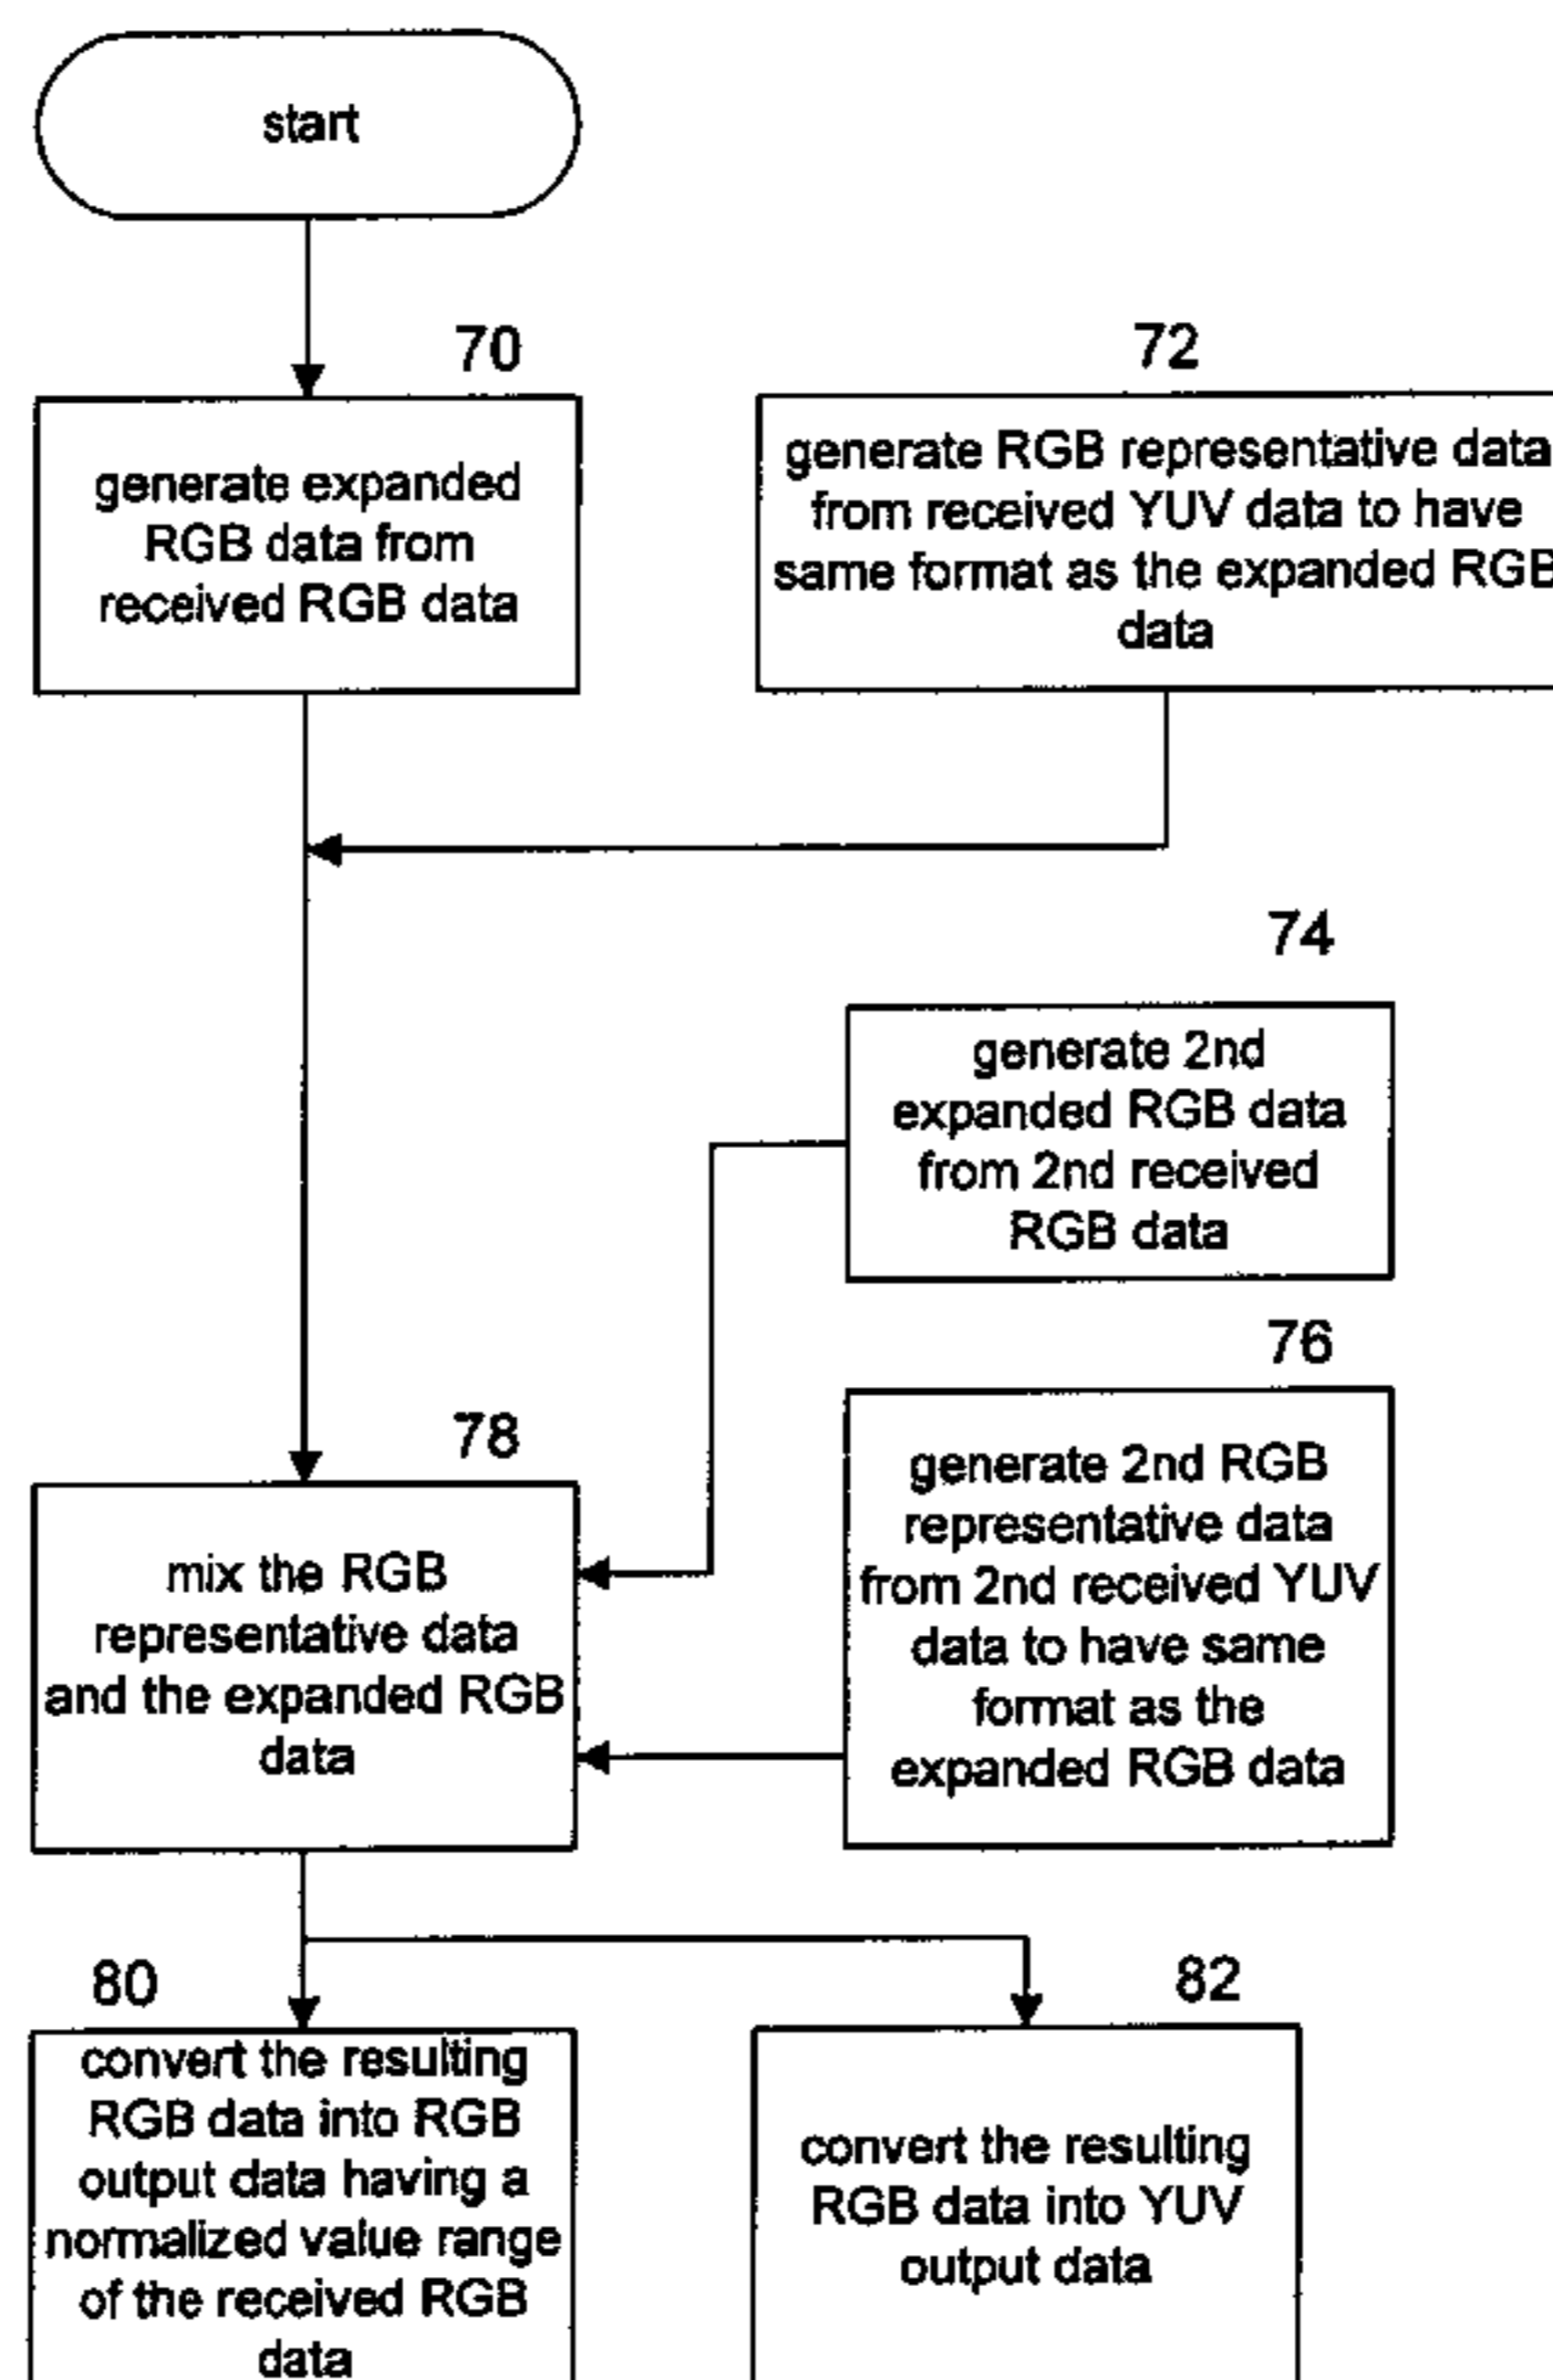 start
70
generate expanded
RGB data from
received RGB data
72
generate RGB representative data
from received YUV data to have
same format as the expanded RGB
data
74
generate 2nd
expanded RGB data
from 2nd received
RGB data
76
generate 2nd RGB
representative data
from 2nd received YUV
data to have same
format as the
expanded RGB data
78
mix the RGB
representative data
and the expanded RGB
data
80
convert the resulting
RGB data into RGB
output data having a
normalized value range
of the received RGB
data
82
convert the resulting
RGB data into YUV
output data